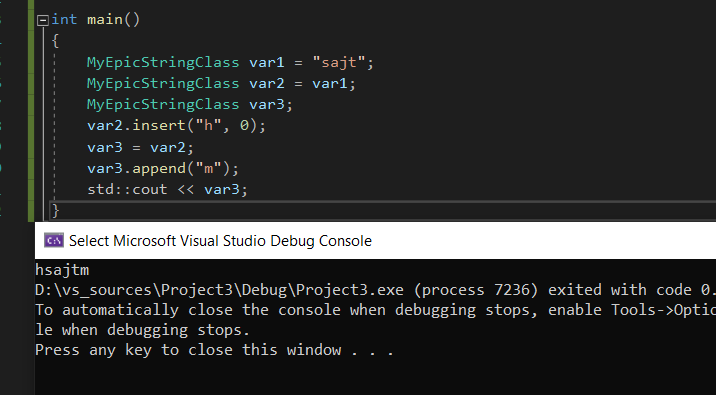 int main()
{
MyEpicStringClass var1 = "sajt";
MyEpicStringClass var2 = var1;
MyEpicStringClass var3;
var2.insert("h", 0);
var3 = var2;
var3.append("m");
std::cout << var3;
}
C:\ Select Microsoft Visual Studio Debug Console
hsajtm
D:\vs_sources\Project3\Debug\Project3.exe (process 7236) exited with code 0.
To automatically close the console when debugging stops, enable Tools->Optio
le when debugging stops.
Press any key to close this window . . .